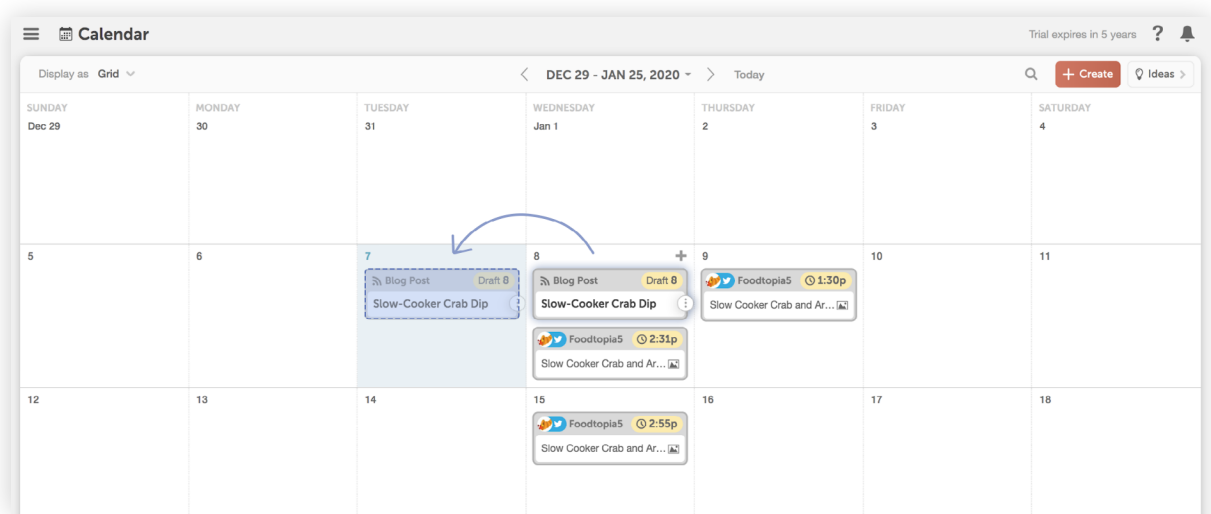 Calendar
Trial expires in 5 years ?
Display as Grid
DEC 29 - JAN 25, 2020
Today
+ Create
Ideas
SUNDAY MONDAY TUESDAY WEDNESDAY THURSDAY FRIDAY SATURDAY
Dec 29 30 31 Jan 1 2 3 4
5 6 7 8 + 9 10 11
Blog Post Draft 8
Slow-Cooker Crab Dip
Blog Post Draft 8
Slow-Cooker Crab Dip
Foodtopia5 2:31p
Slow Cooker Crab and Ar...
Foodtopia5 1:30p
Slow Cooker Crab and Ar...
12 13 14 15 16 17 18
Foodtopia5 2:55p
Slow Cooker Crab and Ar...